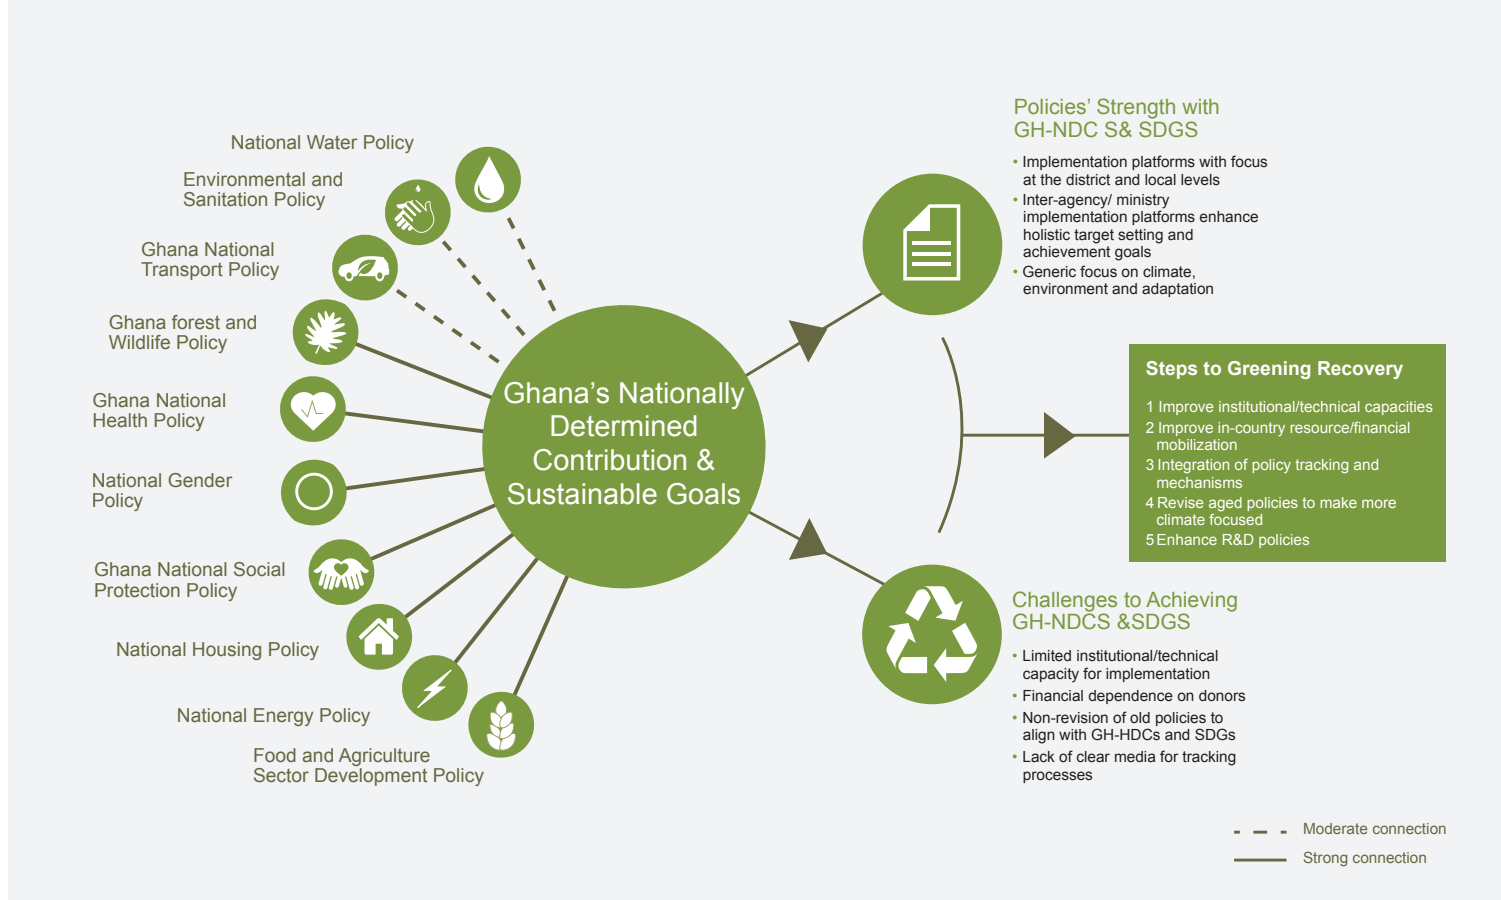 National Water Policy
Environmental and
Sanitation Policy
Ghana National
Transport Policy
Ghana forest and
Wildlife Policy
Ghana National
Health Policy
National Gender
Policy
Ghana National Social
Protection Policy
National Housing Policy
National Energy Policy
Food and Agriculture
Sector Development Policy
Ghana's Nationally
Determined
Contribution &
Sustainable Goals
Policies' Strength with
GH-NDC S& SDGS
• Implementation platforms with focus
at the district and local levels
• Inter-agency/ ministry
implementation platforms enhance
holistic target setting and
achievement goals
• Generic focus on climate,
environment and adaptation
Steps to Greening Recovery
1 Improve institutional/technical capacities
2 Improve in-country resource/financial
mobilization
3 Integration of policy tracking and
mechanisms
4 Revise aged policies to make more
climate focused
5 Enhance R&D policies
Challenges to Achieving
GH-NDCS &SDGS
• Limited institutional/technical
capacity for implementation
• Financial dependence on donors
• Non-revision of old policies to
align with GH-HDCs and SDGs
• Lack of clear media for tracking
processes
Moderate connection
Strong connection